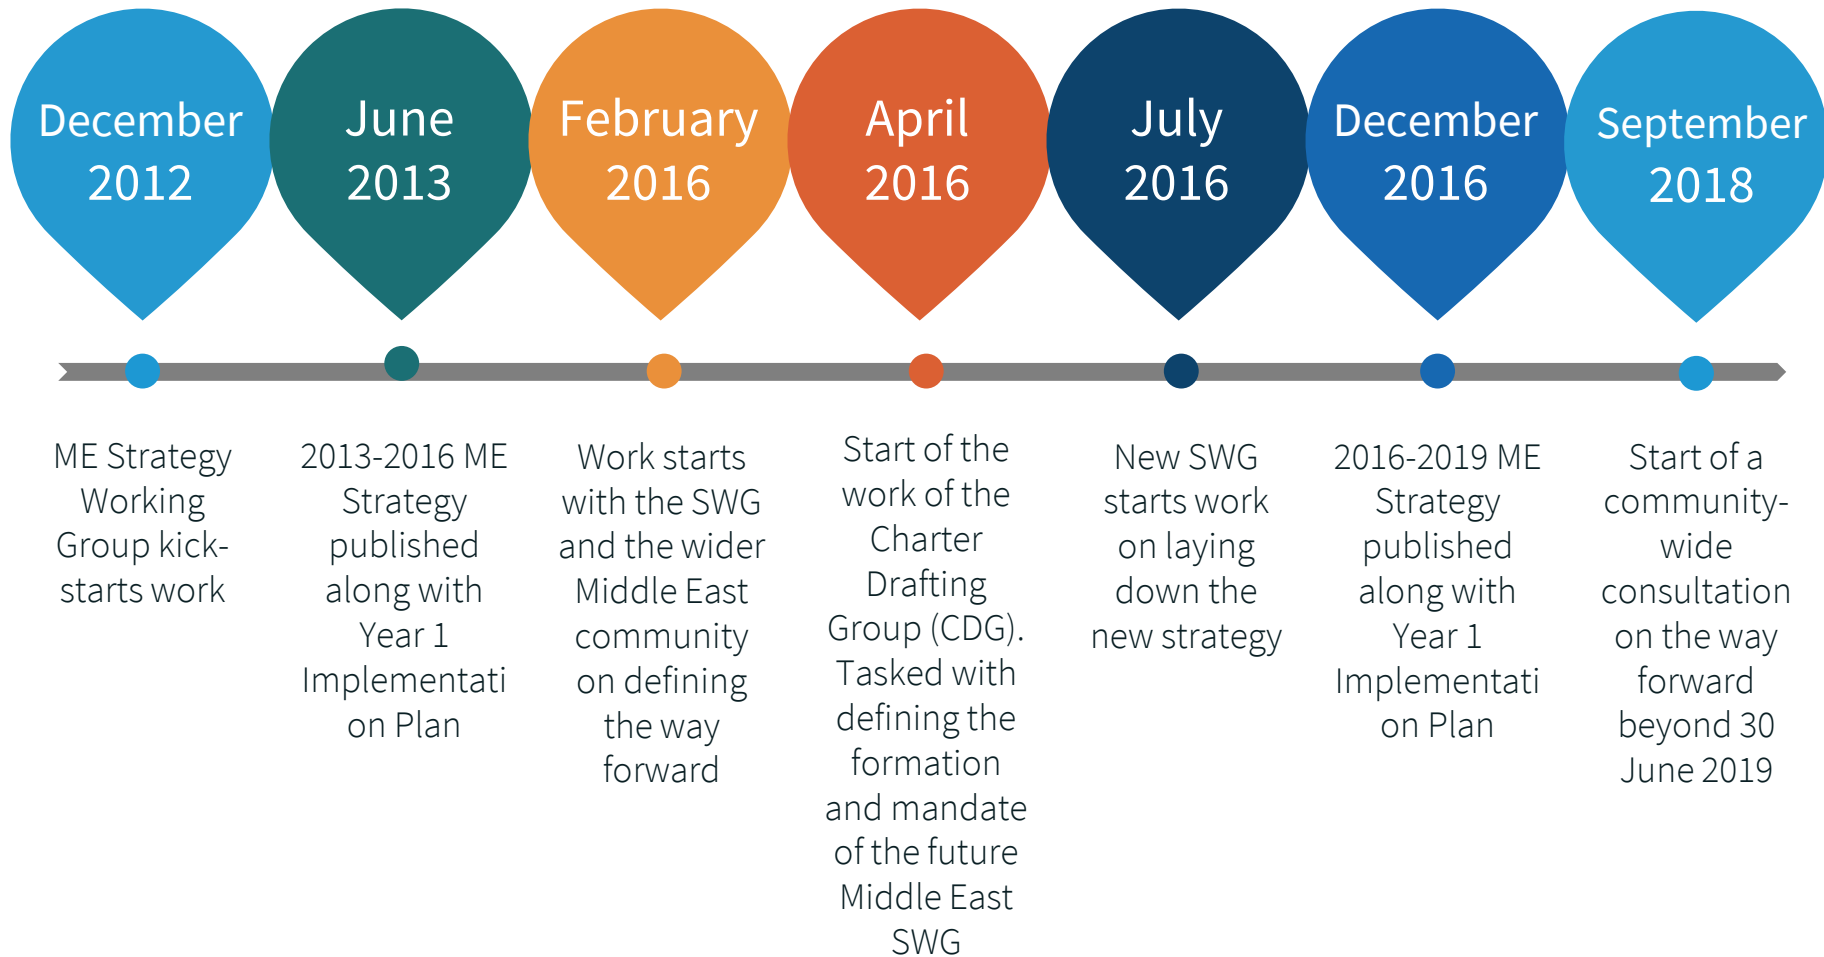 December
2012
June
2013
February
2016
April
2016
July
2016
December
2016
September
2018
ME Strategy
Working
Group kick-
starts work
2013-2016 ME
Strategy
published
along with
Year 1
Implementati
on Plan
Work starts
with the SWG
and the wider
Middle East
community
on defining
the way
forward
Start of the
work of the
Charter
Drafting
Group (CDG).
Tasked with
defining the
formation
and mandate
of the future
Middle East
SWG
New SWG
starts work
on laying
down the
new strategy
2016-2019 ME
Strategy
published
along with
Year 1
Implementati
on Plan
Start of a
community-
wide
consultation
on the way
forward
beyond 30
June 2019